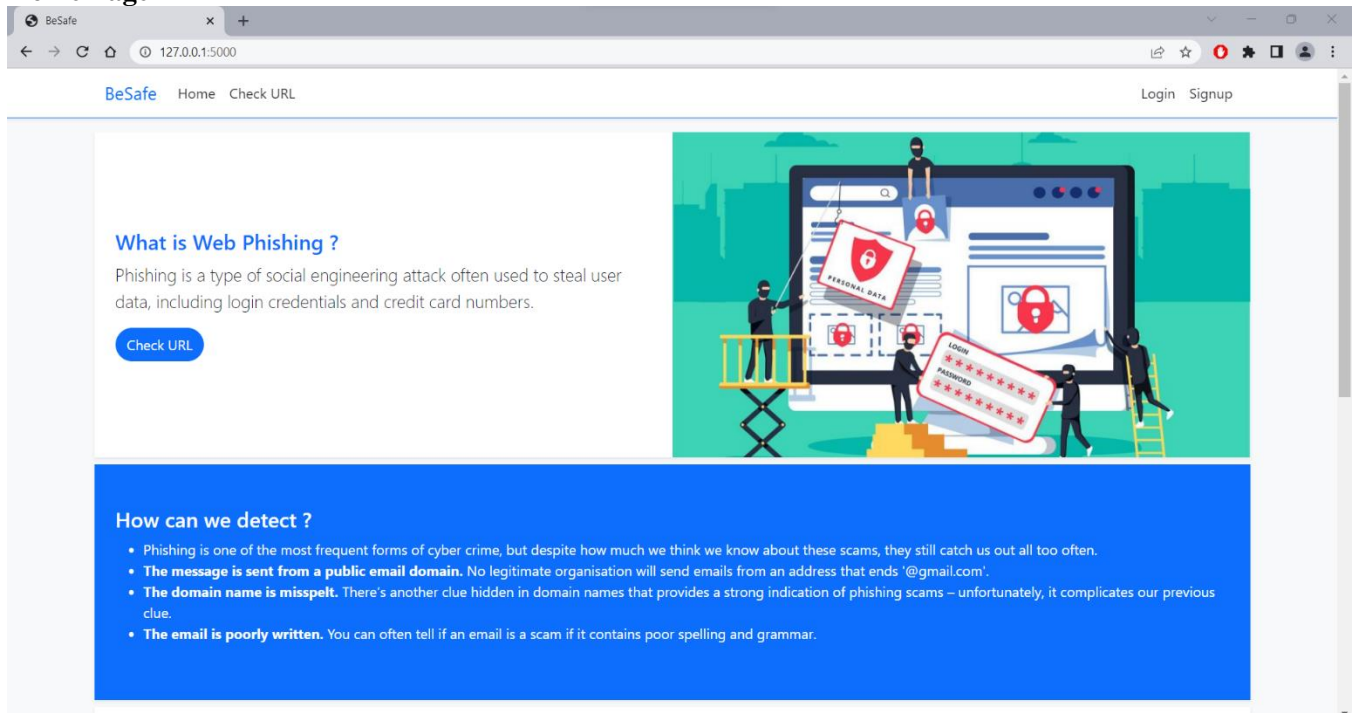 BeSafe
127.0.0.1:5000
BeSafe Home Check URL Login Signup
What is Web Phishing ?
Phishing is a type of social engineering attack often used to steal user
data, including login credentials and credit card numbers.
Check URL
PERSONAL DATA
LOGIN
*********
PASSWORD
*********
How can we detect ?
• Phishing is one of the most frequent forms of cyber crime, but despite how much we think we know about these scams, they still catch us out all too often.
• The message is sent from a public email domain. No legitimate organisation will send emails from an address that ends '@gmail.com'.
• The domain name is misspelt. There's another clue hidden in domain names that provides a strong indication of phishing scams – unfortunately, it complicates our previous
clue.
• The email is poorly written. You can often tell if an email is a scam if it contains poor spelling and grammar.